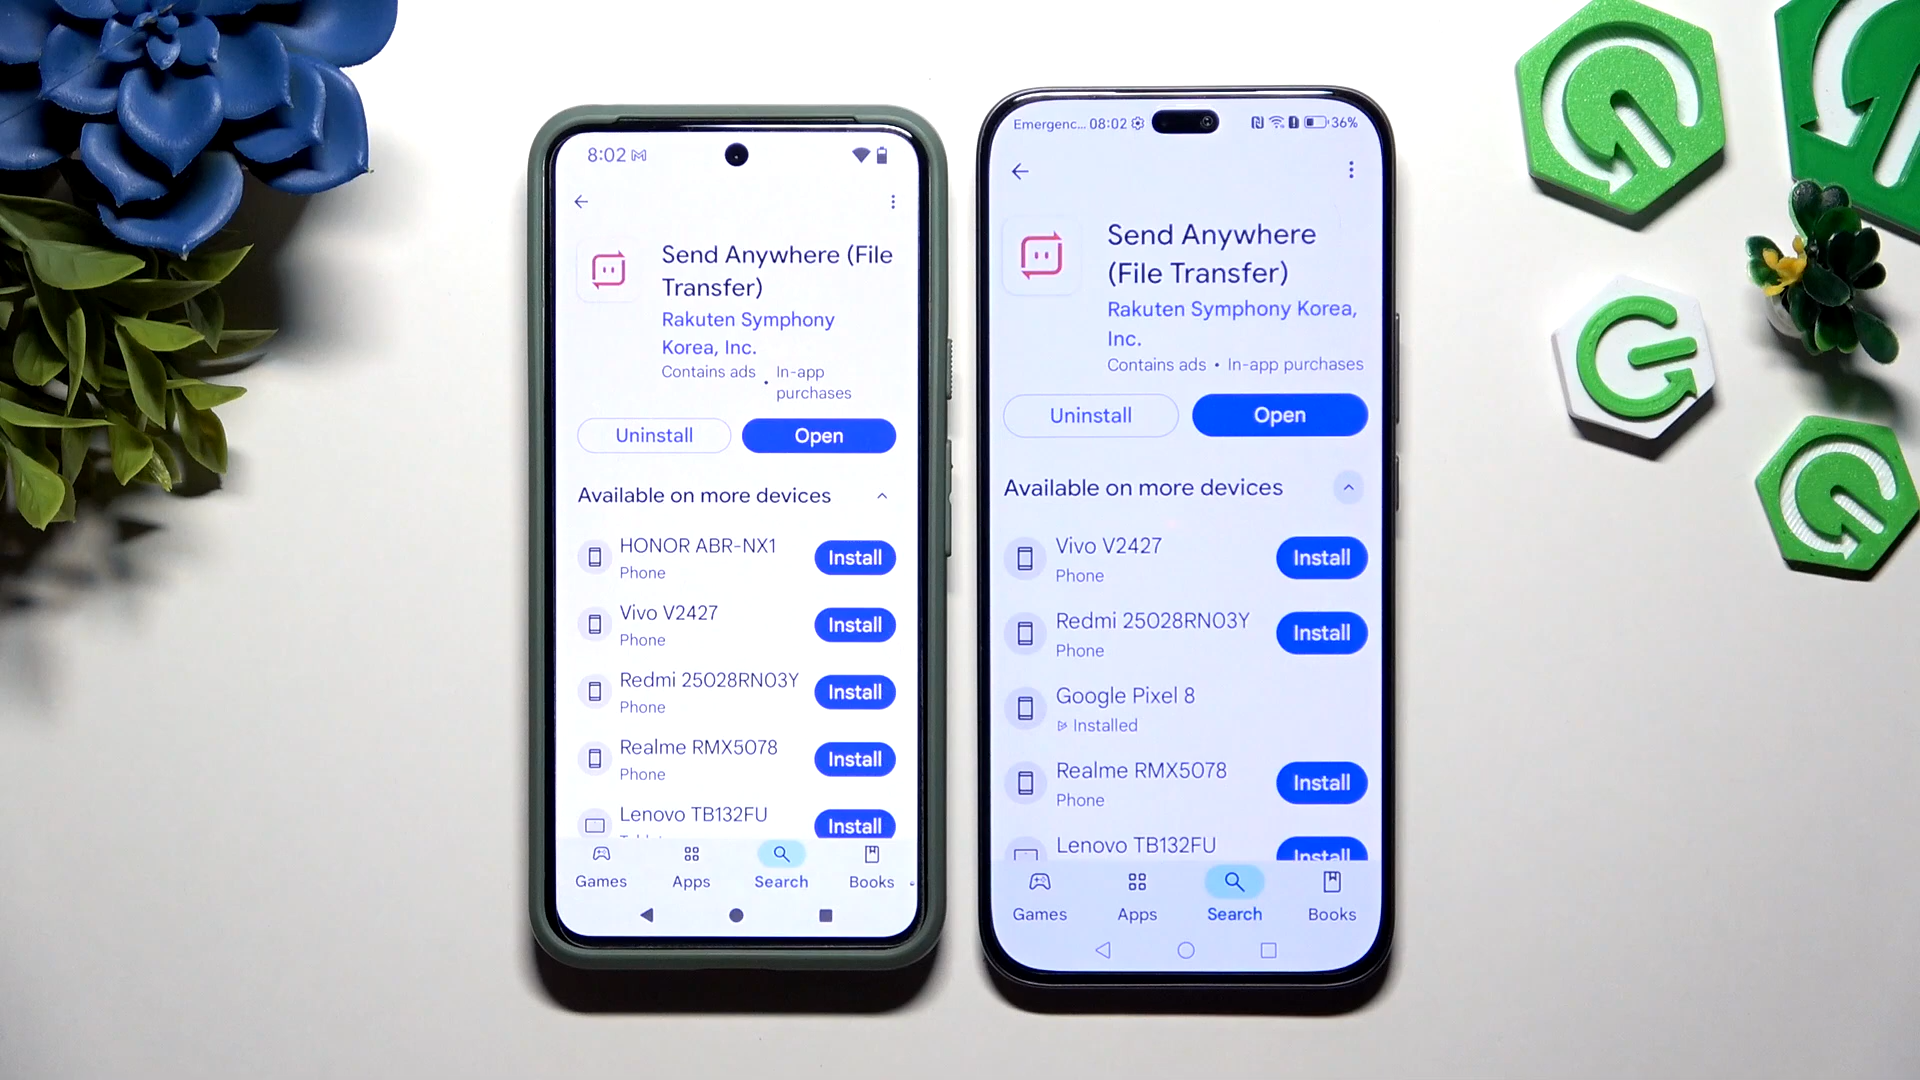 8:02
Send Anywhere (File
Transfer)
Rakuten Symphony
Korea, Inc.
Contains ads • In-app
purchases
Uninstall
Open
Available on more devices
HONOR ABR-NX1
Phone
Install
Vivo V2427
Phone
Install
Redmi 25028RN03Y
Phone
Install
Realme RMX5078
Phone
Install
Lenovo TB132FU
Install
Games
Apps
Search
Books
Emergenc... 08:02
36%
Send Anywhere
(File Transfer)
Rakuten Symphony Korea,
Inc.
Contains ads • In-app purchases
Uninstall
Open
Available on more devices
Vivo V2427
Phone
Install
Redmi 25028RN03Y
Phone
Install
Google Pixel 8
Installed
Realme RMX5078
Phone
Install
Lenovo TB132FU
Install
Games
Apps
Search
Books